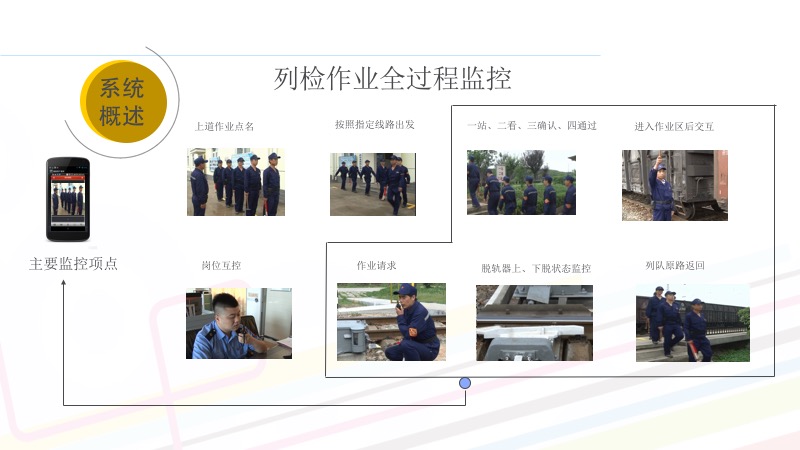 系统
概述
列检作业全过程监控
上道作业点名
按照指定线路出发
一站、二看、三确认、四通过
进入作业区后交互
主要监控项点
岗位互控
作业请求
脱轨器上、下脱状态监控
列队原路返回